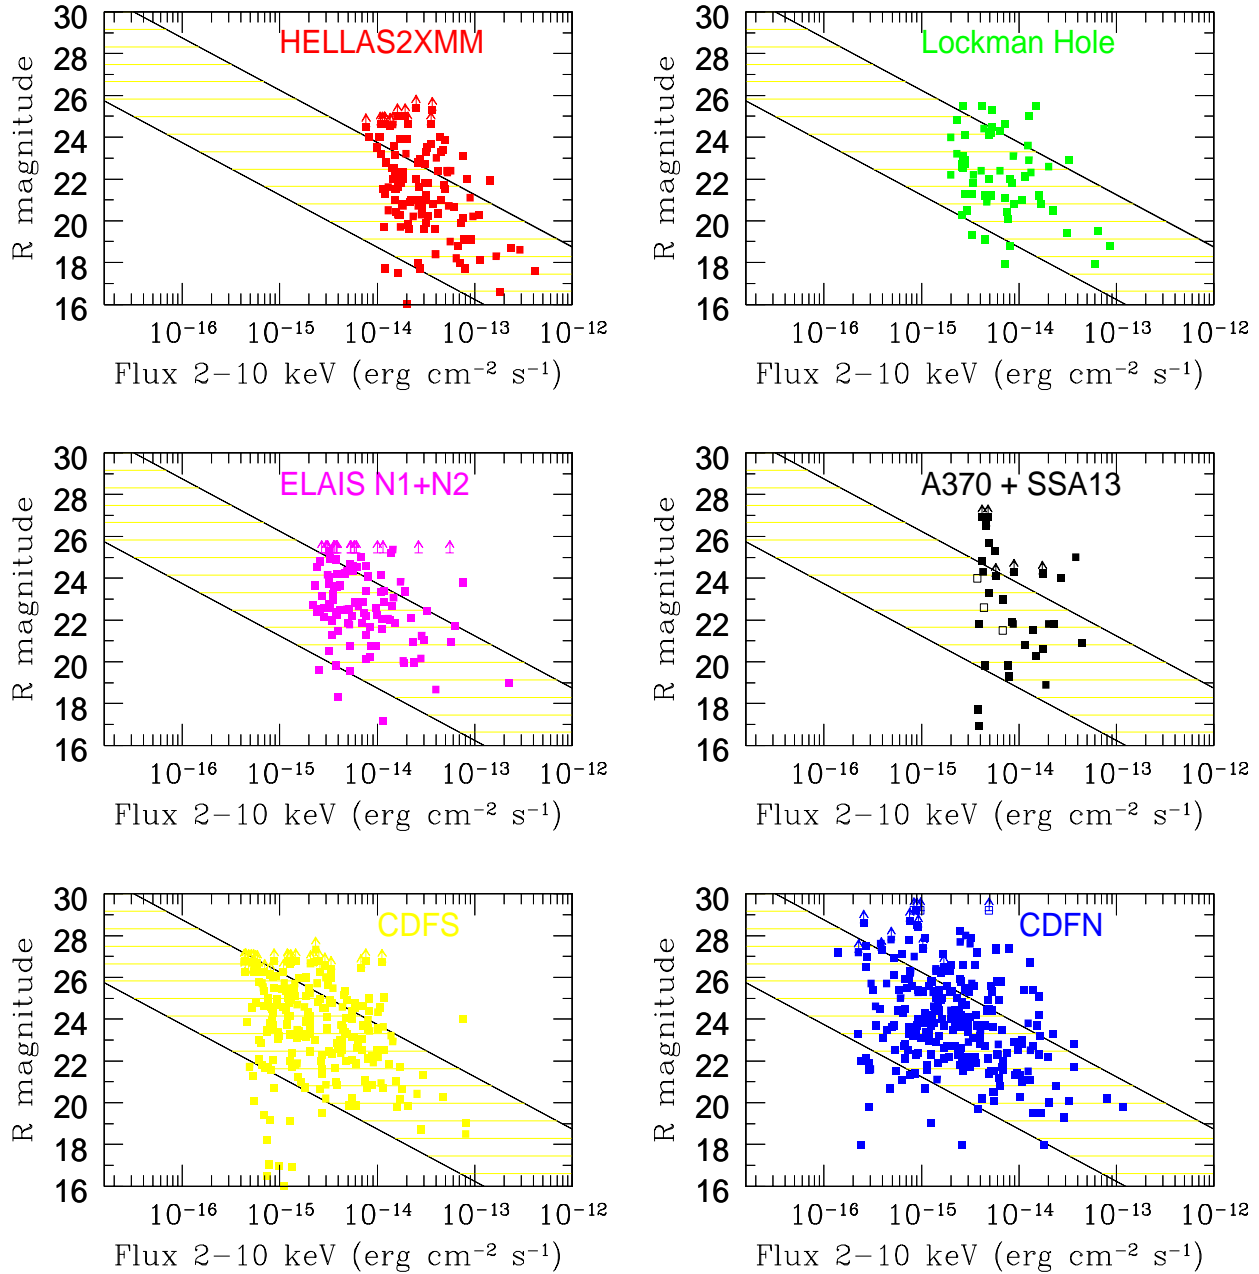 HELLAS2XMM
R magnitude
30
28
26
24
22
20
18
16
10−16 10−15 10−14 10−13 10−12
Flux 2−10 keV (erg cm−2 s−1)
Lockman Hole
R magnitude
30
28
26
24
22
20
18
16
10−16 10−15 10−14 10−13 10−12
Flux 2−10 keV (erg cm−2 s−1)
ELAIS N1+N2
R magnitude
30
28
26
24
22
20
18
16
10−16 10−15 10−14 10−13 10−12
Flux 2−10 keV (erg cm−2 s−1)
A370 + SSA13
R magnitude
30
28
26
24
22
20
18
16
10−16 10−15 10−14 10−13 10−12
Flux 2−10 keV (erg cm−2 s−1)
CDFS
R magnitude
30
28
26
24
22
20
18
16
10−16 10−15 10−14 10−13 10−12
Flux 2−10 keV (erg cm−2 s−1)
CDFN
R magnitude
30
28
26
24
22
20
18
16
10−16 10−15 10−14 10−13 10−12
Flux 2−10 keV (erg cm−2 s−1)